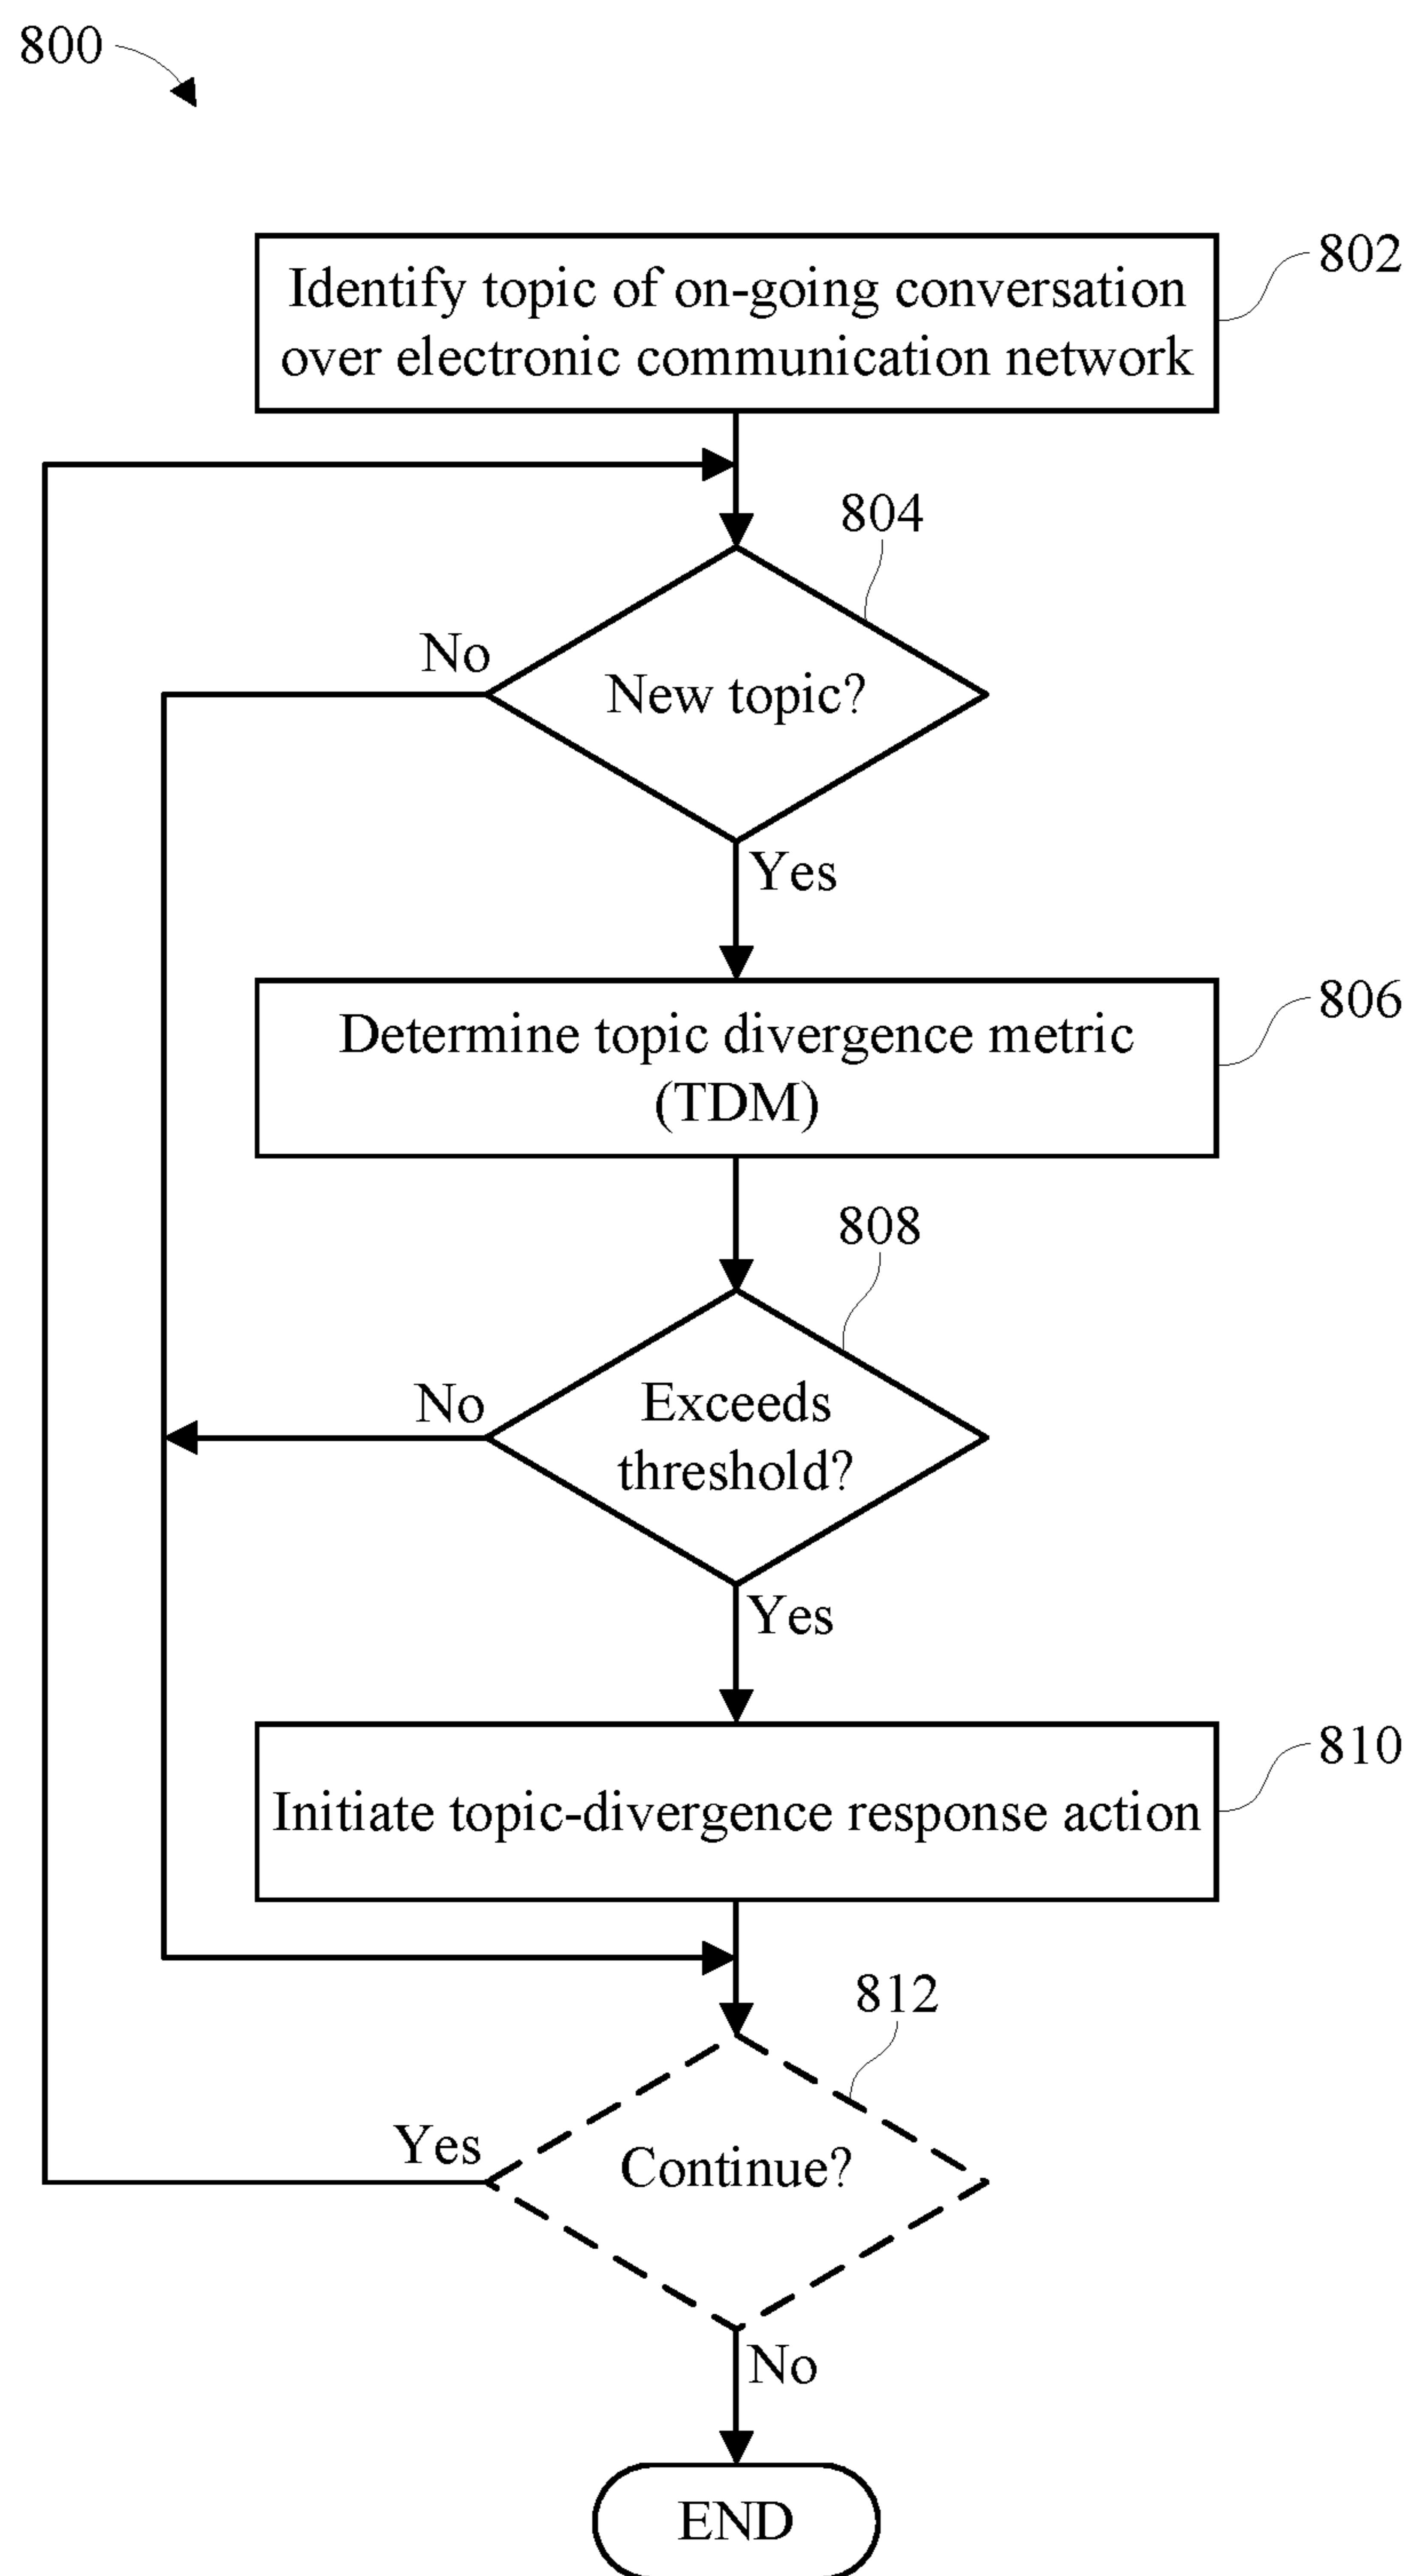 800
Identify topic of on-going conversation
over electronic communication network
802
804
New topic?
No
Yes
Determine topic divergence metric
(TDM)
806
808
Exceeds
threshold?
No
Yes
Initiate topic-divergence response action
810
812
Continue?
Yes
No
END